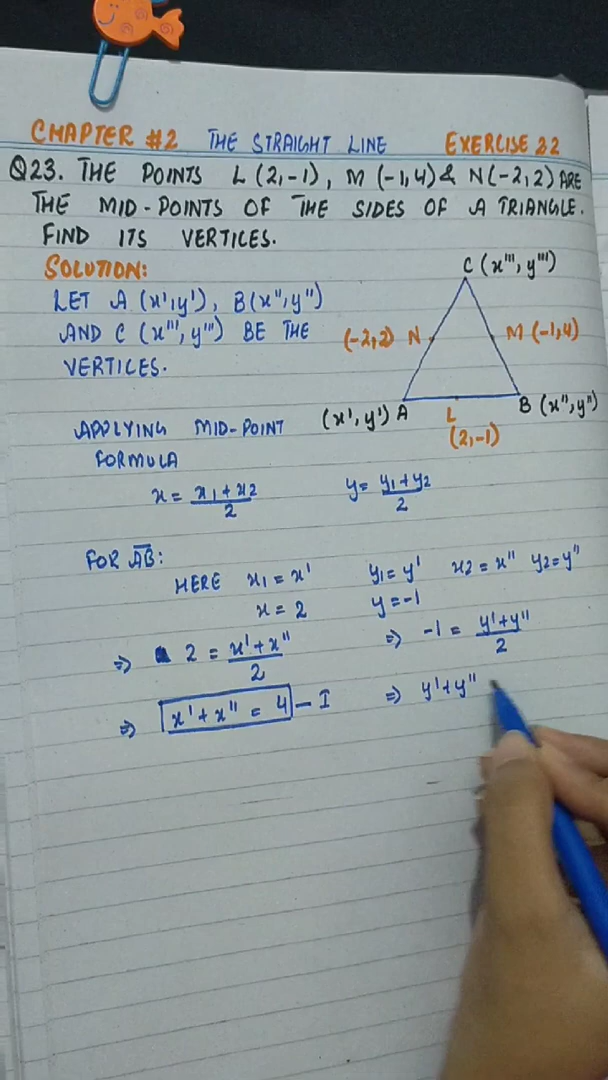 CHAPTER #2 THE STRAIGHT LINE EXERCISE 2.2
Q23. THE POINTS L(2,-1), M(-1,4) & N(-2,2) ARE
THE MID-POINTS OF THE SIDES OF A TRIANGLE.
FIND ITS VERTICES.
SOLUTION:
LET A (x',y'), B(x'',y'')
AND C (x''',y''') BE THE
VERTICES.
C (x''', y''')
(-2,2) N
M (-1,4)
(x',y') A
L
(2,-1)
B (x'',y'')
APPLYING MID-POINT
FORMULA
x = x1+x2/2 y = y1+y2/2
FOR AB:
HERE x1 = x' y1 = y' x2 = x'' y2 = y''
x = 2 y = -1
⇒ 2 = x'+x''/2 ⇒ -1 = y'+y''/2
⇒ x'+x'' = 4 - I ⇒ y'+y''